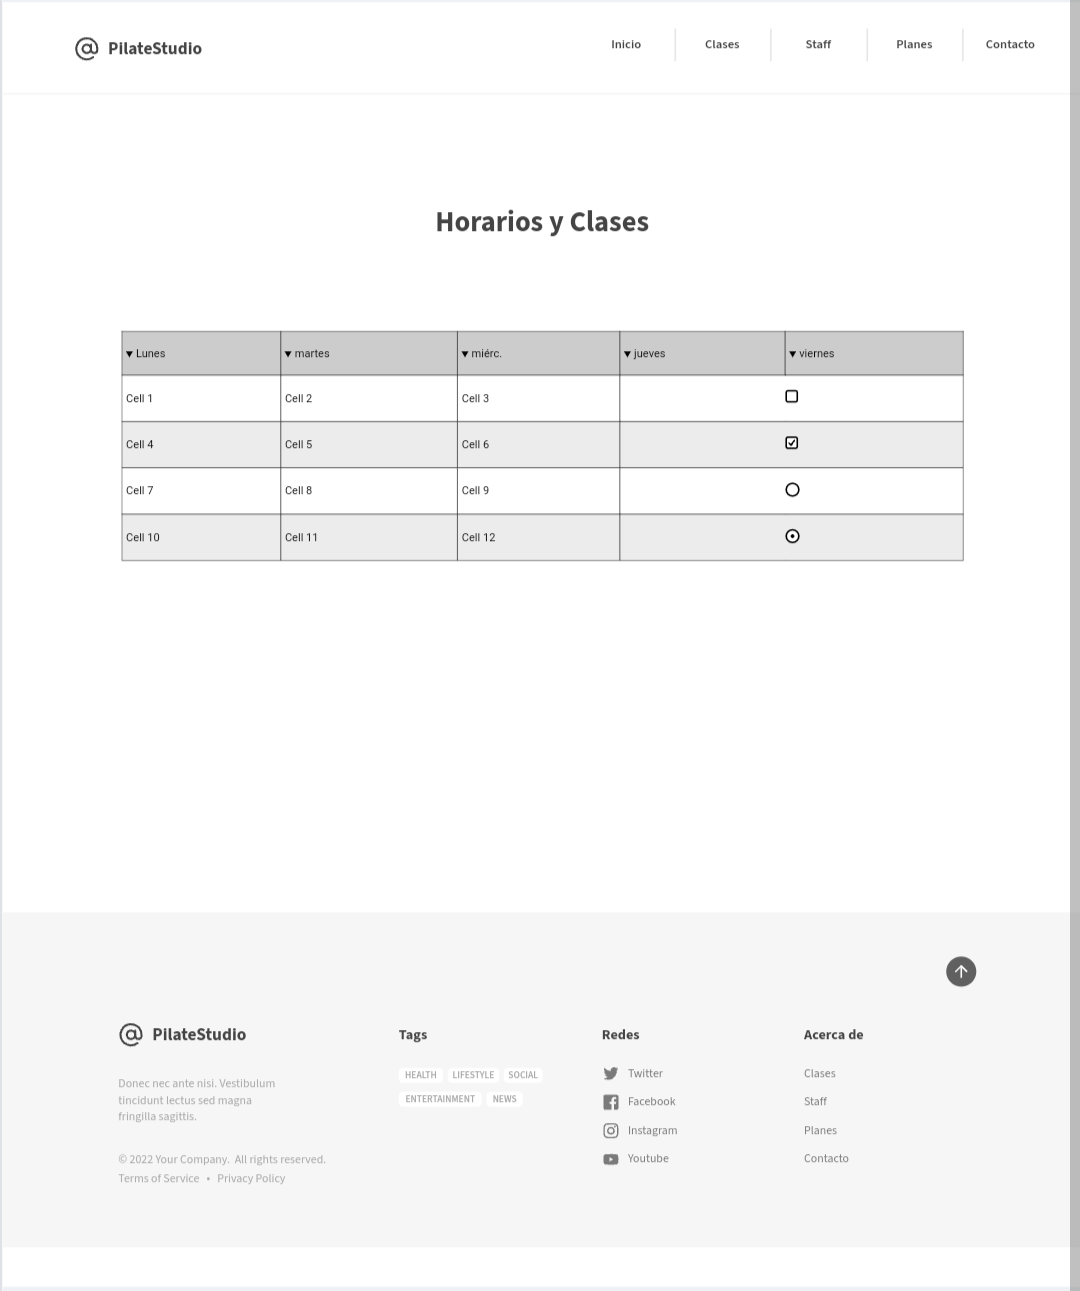 PilateStudio
Inicio
Clases
Staff
Planes
Contacto
Horarios y Clases
Lunes martes miérc. jueves viernes
Cell 1 Cell 2 Cell 3
Cell 4 Cell 5 Cell 6
Cell 7 Cell 8 Cell 9
Cell 10 Cell 11 Cell 12
PilateStudio
Donec nec ante nisi. Vestibulum
tincidunt lectus sed magna
fringilla sagittis.
© 2022 Your Company. All rights reserved.
Terms of Service • Privacy Policy
Tags
HEALTH LIFESTYLE SOCIAL
ENTERTAINMENT NEWS
Redes
Twitter
Facebook
Instagram
Youtube
Acerca de
Clases
Staff
Planes
Contacto